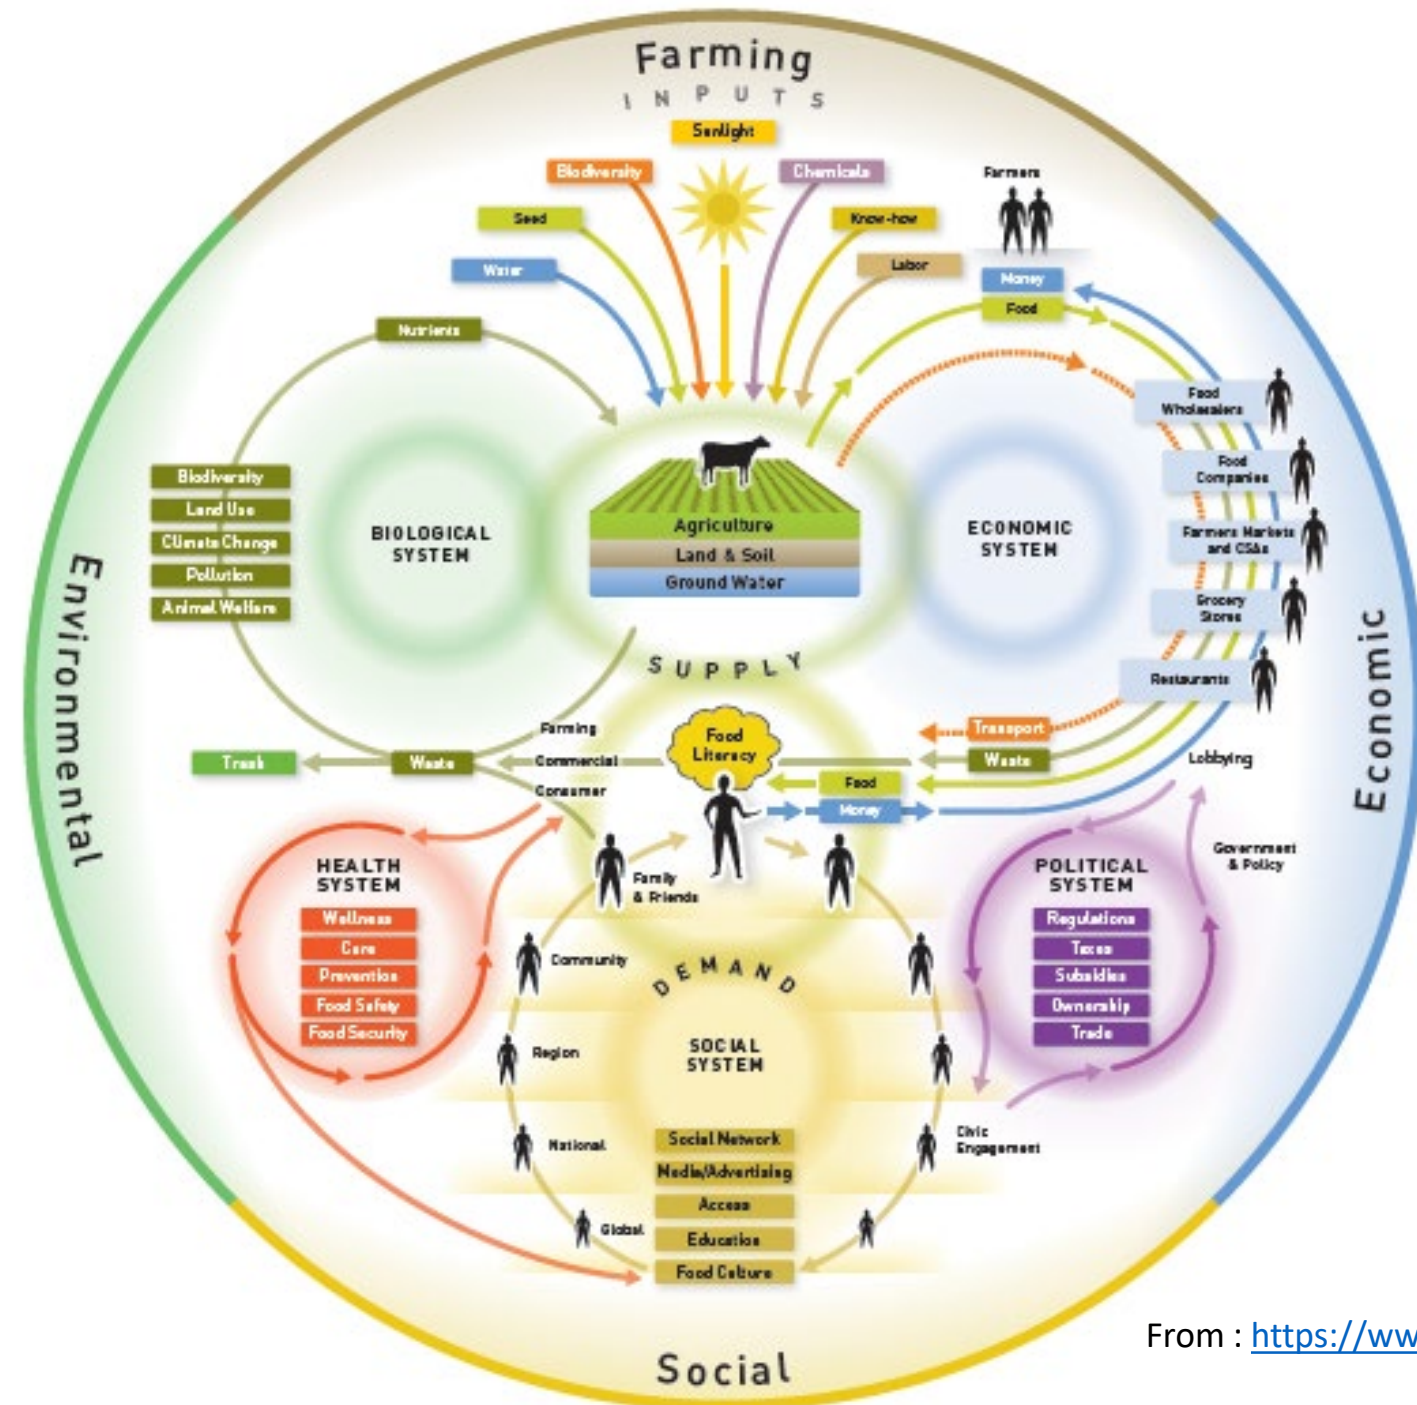 Farming
INPUTS
Sunlight
Biodiversity
Chemicals
Farmers
Seed
Know-how
Water
Labor
Money
Food
Nutrients
Food
Wholesalers
Food
Companies
Farmers Markets
and CSAs
Grocery
Stores
Restaurants
Biodiversity
Land Use
Climate Change
Pollution
Animal Welfare
BIOLOGICAL
SYSTEM
Agriculture
Land & Soil
Ground Water
ECONOMIC
SYSTEM
SUPPLY
Environmental
Economic
Farming
Commercial
Consumer
Trash
Waste
Food
Literacy
Transport
Waste
Food
Money
Lobbying
Government
& Policy
HEALTH
SYSTEM
Wellness
Care
Prevention
Food Safety
Food Security
Family
& Friends
Community
Region
National
Global
DEMAND
SOCIAL
SYSTEM
Social Network
Media/Advertising
Access
Education
Food Culture
POLITICAL
SYSTEM
Regulations
Taxes
Subsidies
Ownership
Trade
Civic
Engagement
Social
From : https://ww